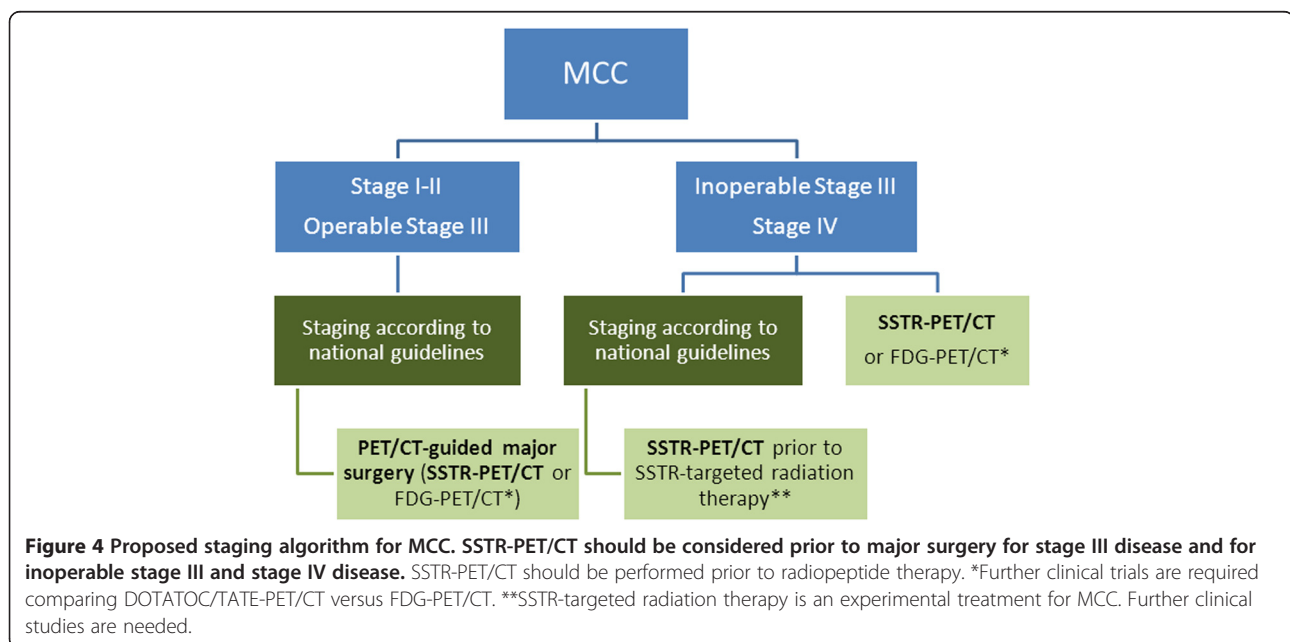 MCC
Stage I-II
Operable Stage III
Inoperable Stage III
Stage IV
Staging according to
national guidelines
Staging according to
national guidelines
SSTR-PET/CT
or FDG-PET/CT*
PET/CT-guided major
surgery (SSTR-PET/CT or
FDG-PET/CT*)
SSTR-PET/CT prior to
SSTR-targeted radiation
therapy**
Figure 4 Proposed staging algorithm for MCC. SSTR-PET/CT should be considered prior to major surgery for stage III disease and for
inoperable stage III and stage IV disease. SSTR-PET/CT should be performed prior to radiopeptide therapy. *Further clinical trials are required
comparing DOTATOC/TATE-PET/CT versus FDG-PET/CT. **SSTR-targeted radiation therapy is an experimental treatment for MCC. Further clinical
studies are needed.